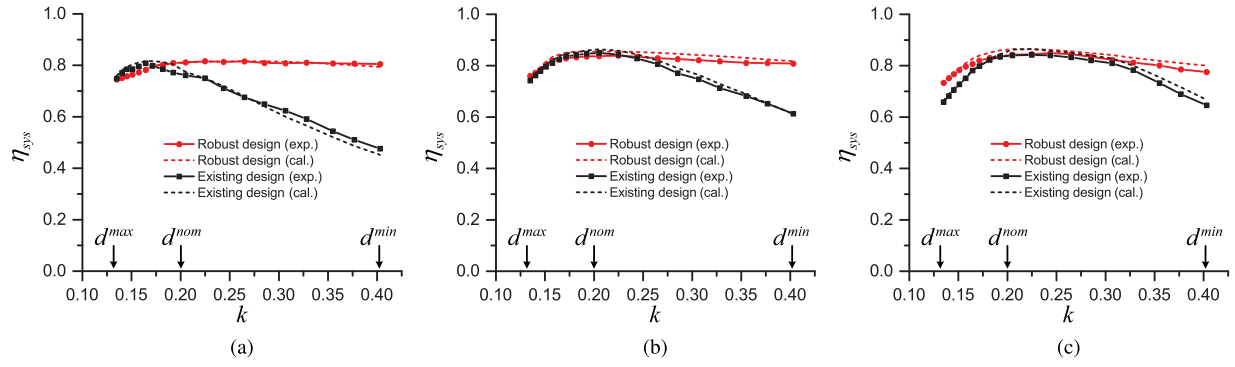 1.0
0.8
0.6
0.4
0.2
0.0
η_sys
Robust design (exp.)
Robust design (cal.)
Existing design (exp.)
Existing design (cal.)
d^max d^nom d^min
0.10 0.15 0.20 0.25 0.30 0.35 0.40
k
(a)
1.0
0.8
0.6
0.4
0.2
0.0
η_sys
Robust design (exp.)
Robust design (cal.)
Existing design (exp.)
Existing design (cal.)
d^max d^nom d^min
0.10 0.15 0.20 0.25 0.30 0.35 0.40
k
(b)
1.0
0.8
0.6
0.4
0.2
0.0
η_sys
Robust design (exp.)
Robust design (cal.)
Existing design (exp.)
Existing design (cal.)
d^max d^nom d^min
0.10 0.15 0.20 0.25 0.30 0.35 0.40
k
(c)